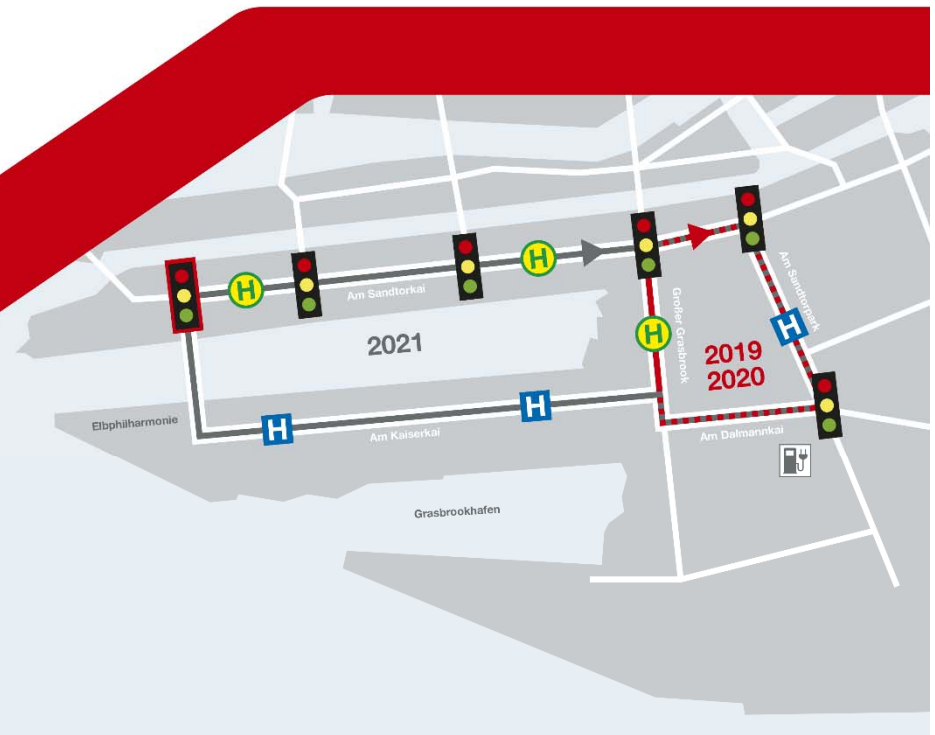 H
H
Am Sandtorkai
Am Sandtorpark
Großer Grasbrook
H
H
2021
2019
2020
Elbphilharmonie
H
H
Am Kaiserkai
Am Dalmannkai
Grasbrookhafen